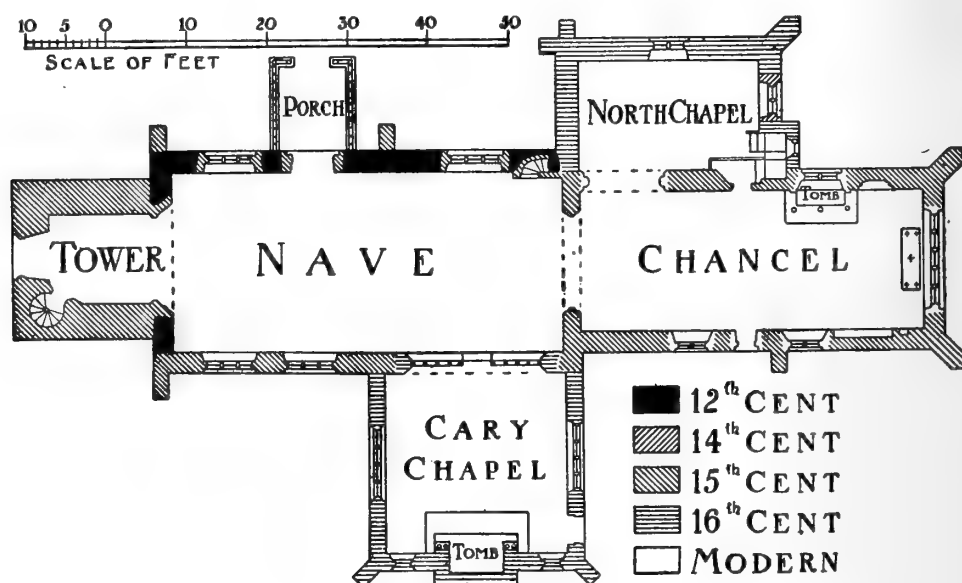 10 5 0 10 20 30 40 50
SCALE OF FEET
PORCH
NORTH CHAPEL
TOMB
TOWER
NAVE
CHANCEL
CARY
CHAPEL
TOMB
12th CENT
14th CENT
15th CENT
16th CENT
MODERN